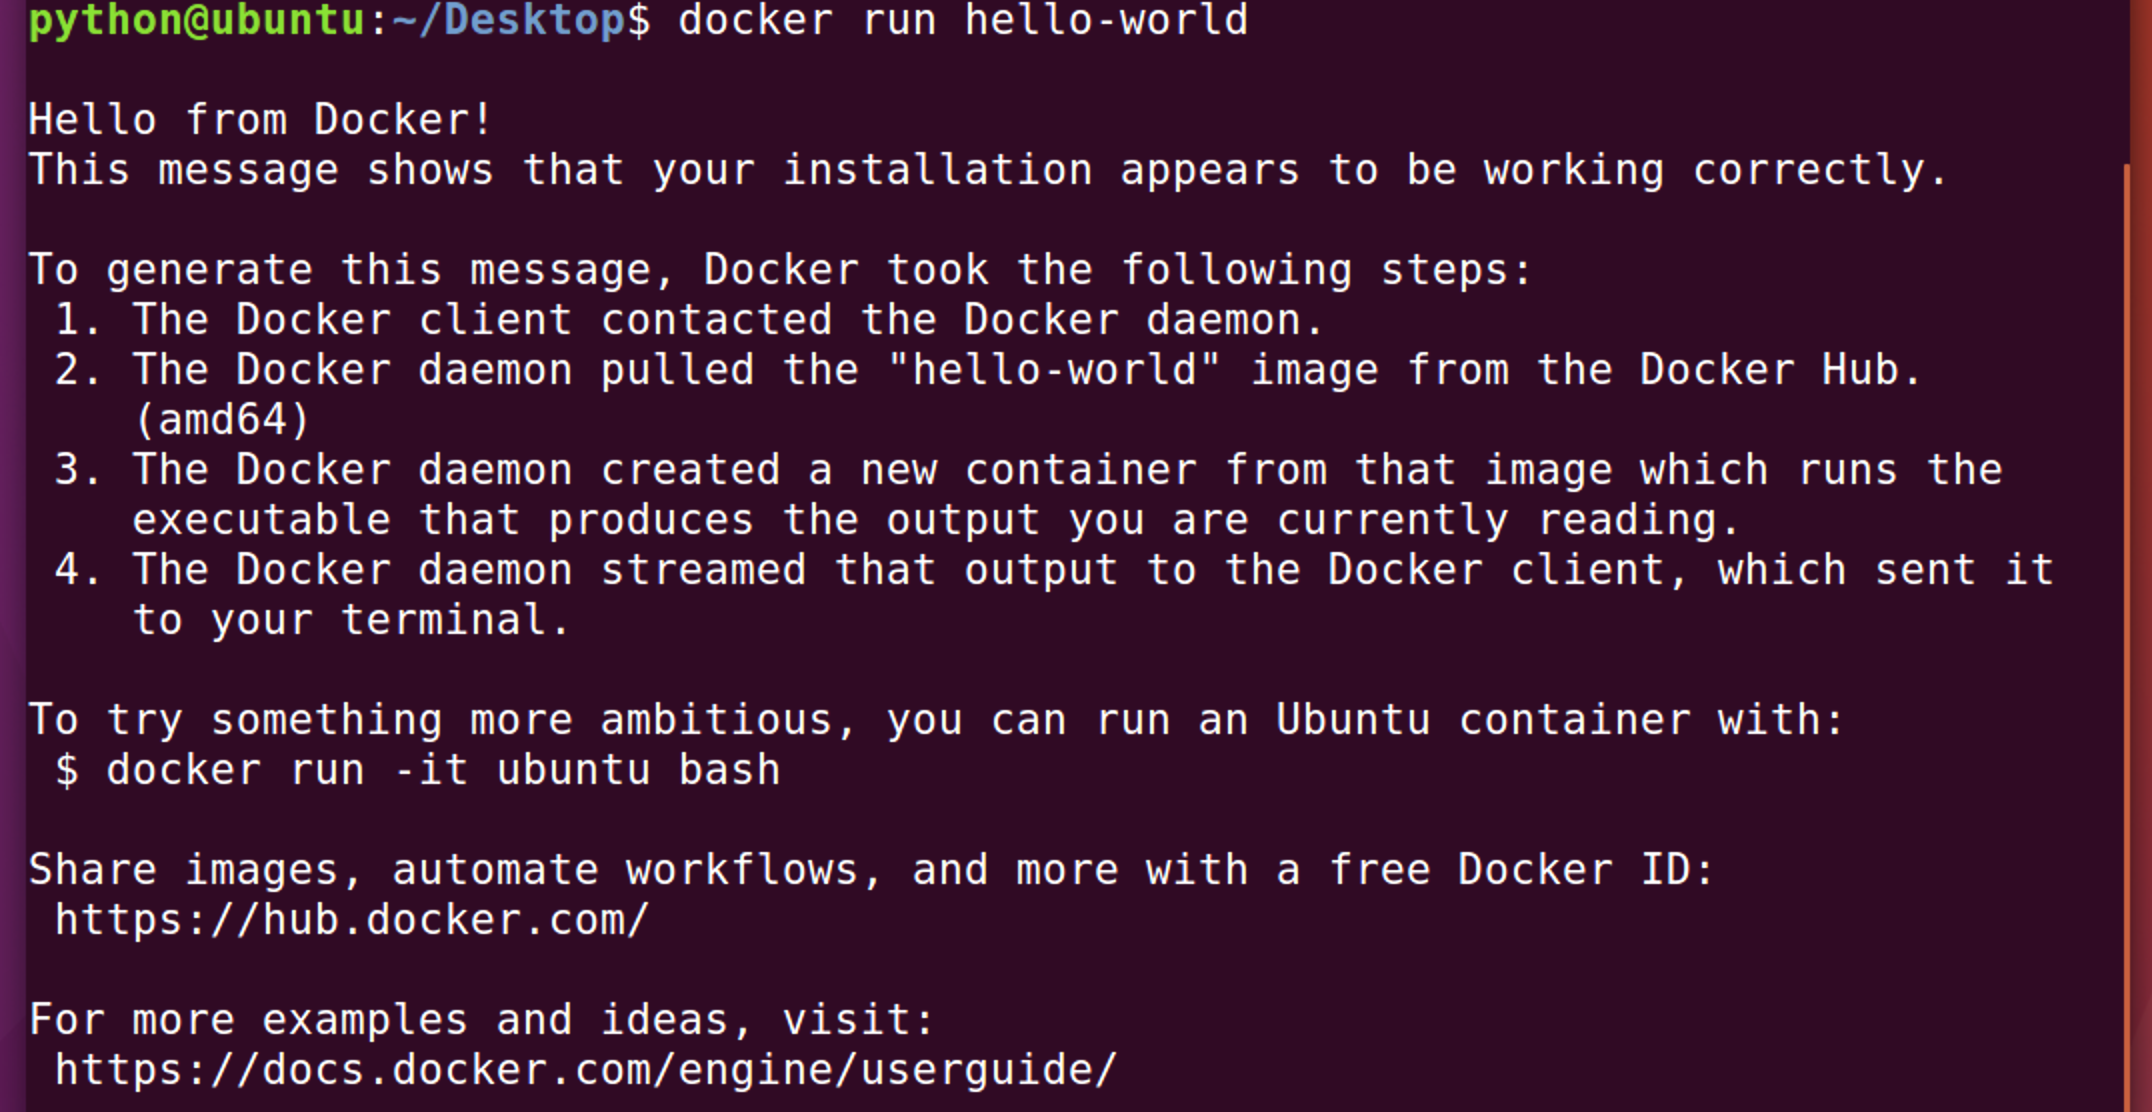 python@ubuntu:~/Desktop$ docker run hello-world
Hello from Docker!
This message shows that your installation appears to be working correctly.
To generate this message, Docker took the following steps:
1. The Docker client contacted the Docker daemon.
2. The Docker daemon pulled the "hello-world" image from the Docker Hub.
(amd64)
3. The Docker daemon created a new container from that image which runs the
executable that produces the output you are currently reading.
4. The Docker daemon streamed that output to the Docker client, which sent it
to your terminal.
To try something more ambitious, you can run an Ubuntu container with:
$ docker run -it ubuntu bash
Share images, automate workflows, and more with a free Docker ID:
https://hub.docker.com/
For more examples and ideas, visit:
https://docs.docker.com/engine/userguide/